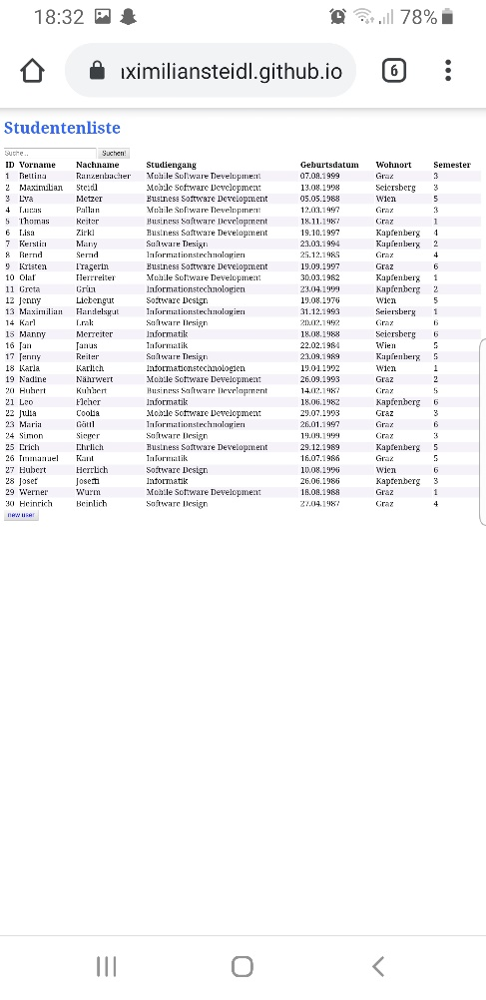 18:32 78%
ıximiliansteidl.github.io 6
Studentenliste
Suche... Suchen!
ID Vorname Nachname Studiengang Geburtsdatum Wohnort Semester
1 Bettina Ranzenbacher Mobile Software Development 07.08.1999 Graz 3
2 Maximilian Steidl Mobile Software Development 13.08.1998 Seiersberg 3
3 Eva Metzer Business Software Development 05.05.1988 Wien 5
4 Lucas Pallan Mobile Software Development 12.03.1997 Graz 3
5 Thomas Reiter Business Software Development 18.11.1987 Graz 1
6 Lisa Zirkl Business Software Development 19.10.1997 Kapfenberg 4
7 Kerstin Many Software Design 23.03.1994 Kapfenberg 2
8 Bernd Sernd Informationstechnologien 25.12.1985 Graz 4
9 Kristen Fragerin Business Software Development 19.09.1997 Graz 6
10 Olaf Herrreiter Mobile Software Development 30.03.1982 Kapfenberg 1
11 Greta Grün Informationstechnologien 23.04.1999 Kapfenberg 2
12 Jenny Liebengut Software Design 19.08.1976 Wien 5
13 Maximilian Handelsgut Informationstechnologien 31.12.1993 Seiersberg 1
14 Karl Lrak Software Design 20.02.1992 Graz 6
15 Manny Merreiter Informatik 18.08.1988 Seiersberg 6
16 Jan Janus Informatik 22.02.1984 Wien 5
17 Jenny Reiter Software Design 23.09.1989 Kapfenberg 5
18 Karla Karlich Informationstechnologien 19.04.1992 Wien 1
19 Nadine Nährwert Mobile Software Development 26.09.1993 Graz 2
20 Hubert Kuhbert Business Software Development 14.02.1987 Graz 5
21 Leo Fleher Informatik 18.06.1982 Kapfenberg 6
22 Julia Coolia Mobile Software Development 29.07.1993 Graz 3
23 Maria Göttl Informationstechnologien 26.01.1997 Graz 6
24 Simon Sieger Software Design 19.09.1999 Graz 3
25 Erich Ehrlich Business Software Development 29.12.1989 Kapfenberg 5
26 Immanuel Kant Informatik 16.07.1986 Graz 5
27 Hubert Herrlich Software Design 10.08.1996 Wien 6
28 Josef Joseffi Informatik 26.06.1986 Kapfenberg 3
29 Werner Wurm Mobile Software Development 18.08.1988 Graz 1
30 Heinrich Beinlich Software Design 27.04.1987 Graz 4
new user